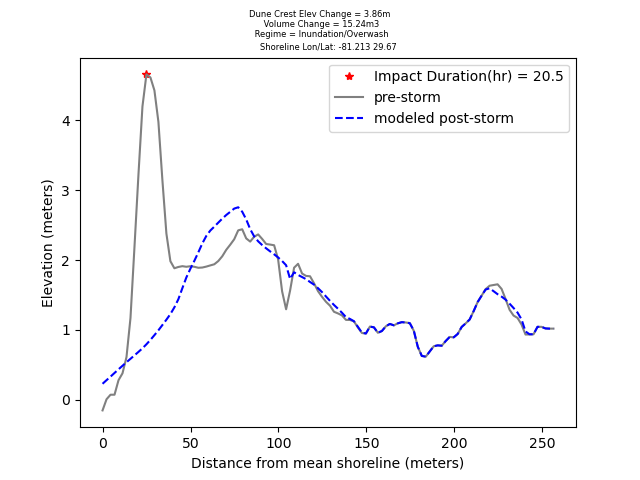 Dune Crest Elev Change = 3.86m
Volume Change = 15.24m3
Regime = Inundation/Overwash
Shoreline Lon/Lat: -81.213 29.67
Impact Duration(hr) = 20.5
pre-storm
modeled post-storm
Elevation (meters)
4
3
2
1
0
0 50 100 150 200 250
Distance from mean shoreline (meters)